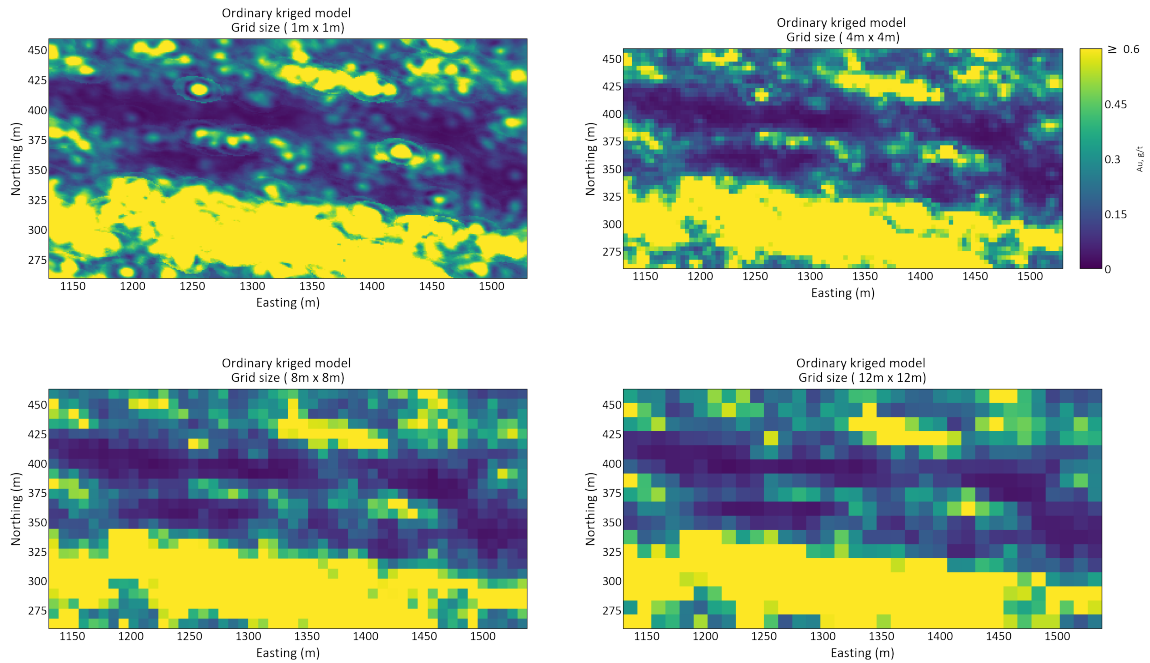 Ordinary kriged model
Grid size ( 1m x 1m)
450
425
400
375
350
325
300
275
Northing (m)
1150 1200 1250 1300 1350 1400 1450 1500
Easting (m)
Ordinary kriged model
Grid size ( 4m x 4m)
450
425
400
375
350
325
300
275
Northing (m)
1150 1200 1250 1300 1350 1400 1450 1500
Easting (m)
≥ 0.6
0.45
0.3
0.15
0
Au, g/t
Ordinary kriged model
Grid size ( 8m x 8m)
450
425
400
375
350
325
300
275
Northing (m)
1150 1200 1250 1300 1350 1400 1450 1500
Easting (m)
Ordinary kriged model
Grid size ( 12m x 12m)
450
425
400
375
350
325
300
275
Northing (m)
1150 1200 1250 1300 1350 1400 1450 1500
Easting (m)